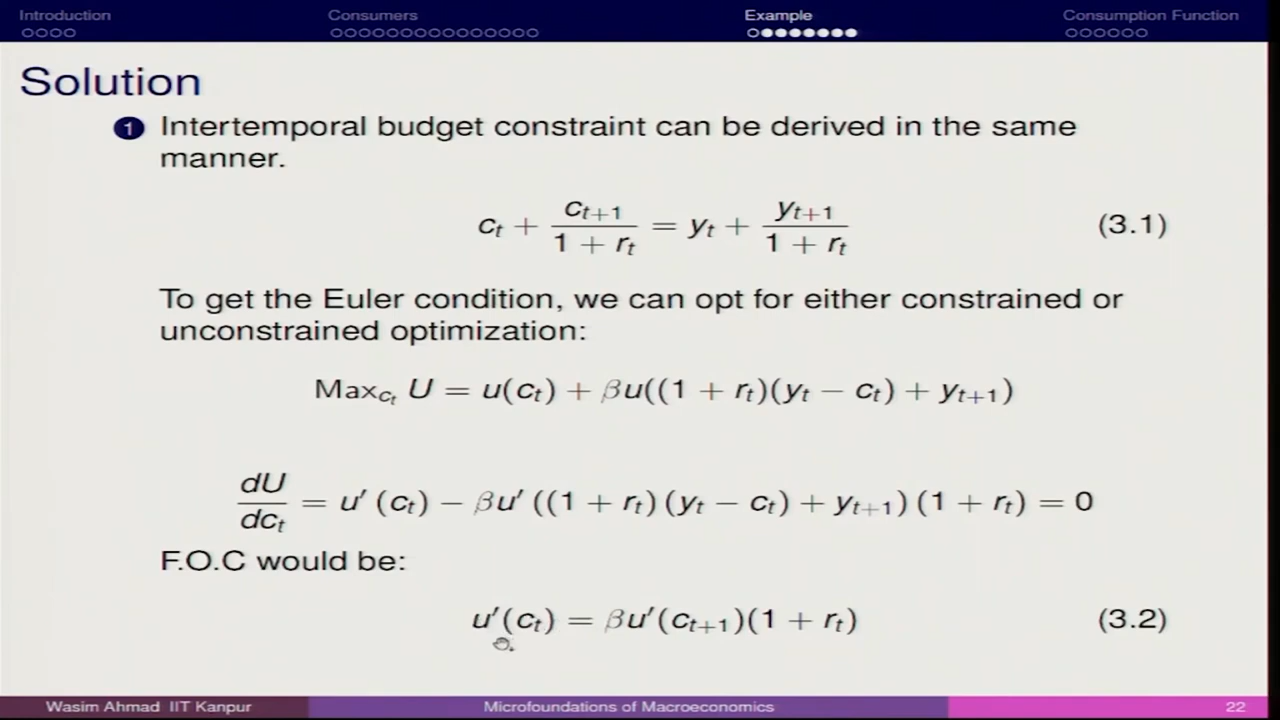 Introduction Consumers Example Consumption Function
Solution
1 Intertemporal budget constraint can be derived in the same
manner.
c_t + c_{t+1}/(1 + r_t) = y_t + y_{t+1}/(1 + r_t) (3.1)
To get the Euler condition, we can opt for either constrained or
unconstrained optimization:
Max_{c_t} U = u(c_t) + βu((1 + r_t)(y_t − c_t) + y_{t+1})
dU/dc_t = u′(c_t) − βu′((1 + r_t)(y_t − c_t) + y_{t+1})(1 + r_t) = 0
F.O.C would be:
u′(c_t) = βu′(c_{t+1})(1 + r_t) (3.2)
Wasim Ahmad IIT Kanpur Microfoundations of Macroeconomics 22